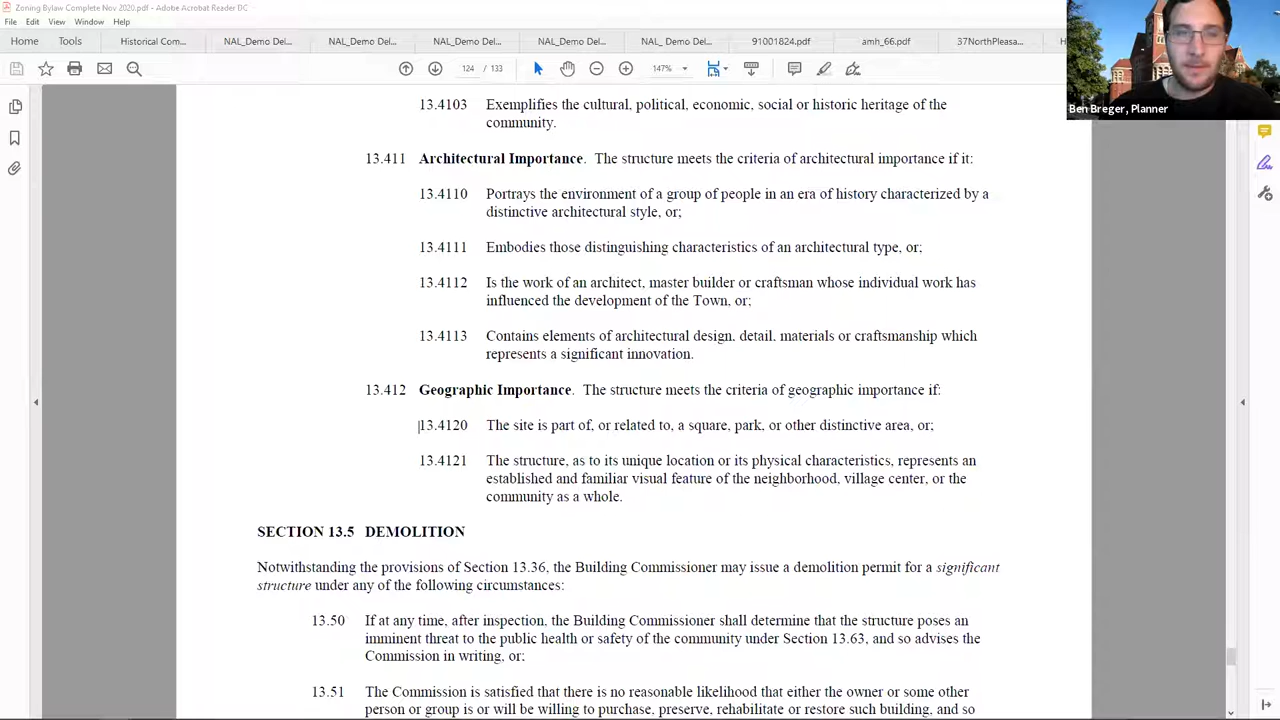 Zoning Bylaw Complete Nov 2020.pdf - Adobe Acrobat Reader DC
File Edit View Window Help
Home Tools Historical Com... NAL_Demo Del... NAL_Demo Del... NAL_Demo Del... NAL_Demo Del... NAL_ Demo Del... 91001824.pdf amh_66.pdf 37NorthPleasa...
124 / 133 147%
Ben Breger, Planner
13.4103 Exemplifies the cultural, political, economic, social or historic heritage of the
community.
13.411 Architectural Importance. The structure meets the criteria of architectural importance if it:
13.4110 Portrays the environment of a group of people in an era of history characterized by a
distinctive architectural style, or;
13.4111 Embodies those distinguishing characteristics of an architectural type, or;
13.4112 Is the work of an architect, master builder or craftsman whose individual work has
influenced the development of the Town, or;
13.4113 Contains elements of architectural design, detail, materials or craftsmanship which
represents a significant innovation.
13.412 Geographic Importance. The structure meets the criteria of geographic importance if:
13.4120 The site is part of, or related to, a square, park, or other distinctive area, or;
13.4121 The structure, as to its unique location or its physical characteristics, represents an
established and familiar visual feature of the neighborhood, village center, or the
community as a whole.
SECTION 13.5 DEMOLITION
Notwithstanding the provisions of Section 13.36, the Building Commissioner may issue a demolition permit for a significant
structure under any of the following circumstances:
13.50 If at any time, after inspection, the Building Commissioner shall determine that the structure poses an
imminent threat to the public health or safety of the community under Section 13.63, and so advises the
Commission in writing, or;
13.51 The Commission is satisfied that there is no reasonable likelihood that either the owner or some other
person or group is or will be willing to purchase, preserve, rehabilitate or restore such building, and so